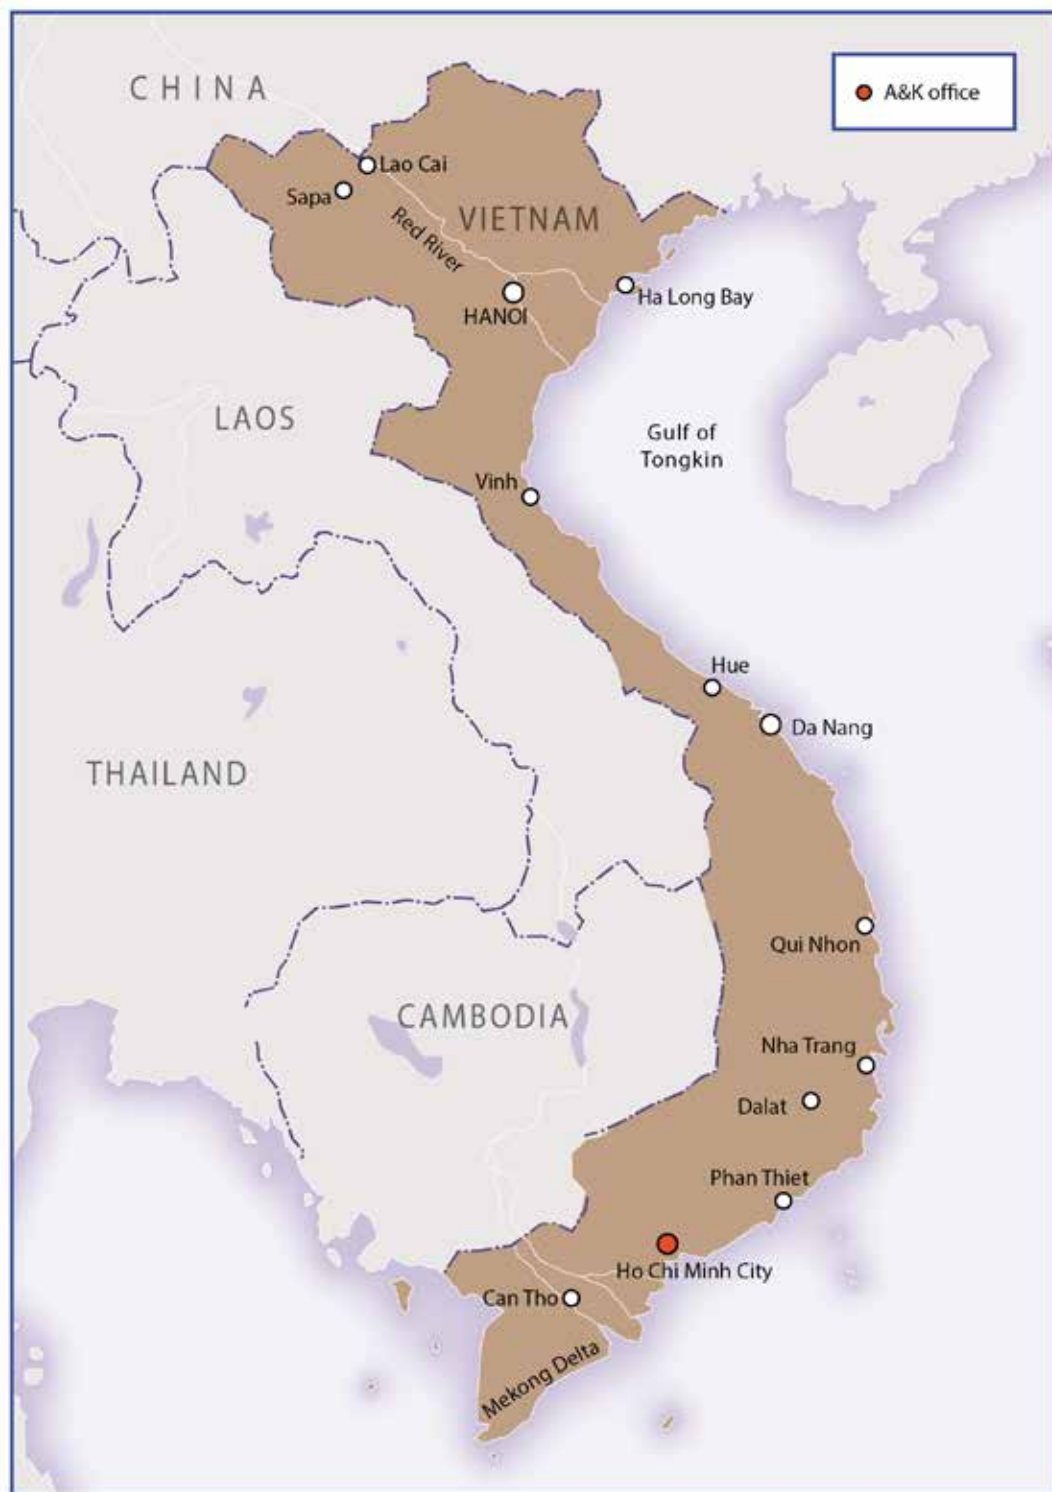 CHINA
A&K office
Lao Cai
Sapa
Red River
VIETNAM
HANOI
Ha Long Bay
LAOS
Gulf of
Tongkin
Vinh
Hue
Da Nang
THAILAND
Qui Nhon
CAMBODIA
Nha Trang
Dalat
Phan Thiet
Ho Chi Minh City
Can Tho
Mekong Delta